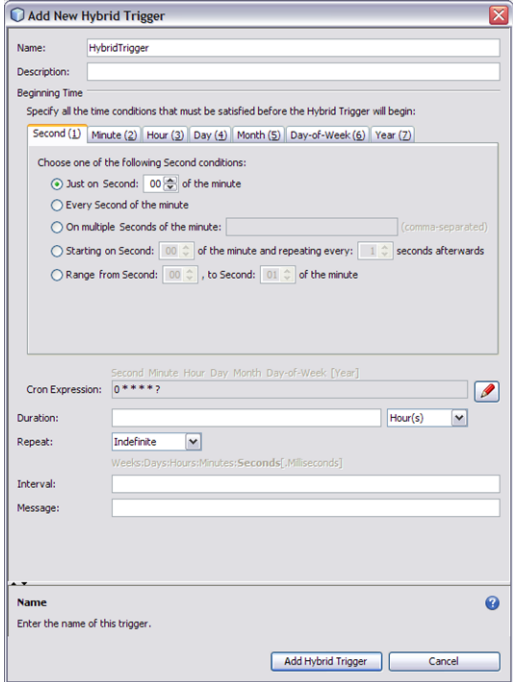 Add New Hybrid Trigger
Name: HybridTrigger
Description:
Beginning Time
Specify all the time conditions that must be satisfied before the Hybrid Trigger will begin:
Second (1) Minute (2) Hour (3) Day (4) Month (5) Day-of-Week (6) Year (7)
Choose one of the following Second conditions:
Just on Second: 00 of the minute
Every Second of the minute
On multiple Seconds of the minute: (comma-separated)
Starting on Second: 00 of the minute and repeating every: 1 seconds afterwards
Range from Second: 00 , to Second: 01 of the minute
Second Minute Hour Day Month Day-of-Week [Year]
Cron Expression: 0 * * * * ?
Duration: Hour(s)
Repeat: Indefinite
Weeks:Days:Hours:Minutes:Seconds[.Milliseconds]
Interval:
Message:
Name
Enter the name of this trigger.
Add Hybrid Trigger Cancel